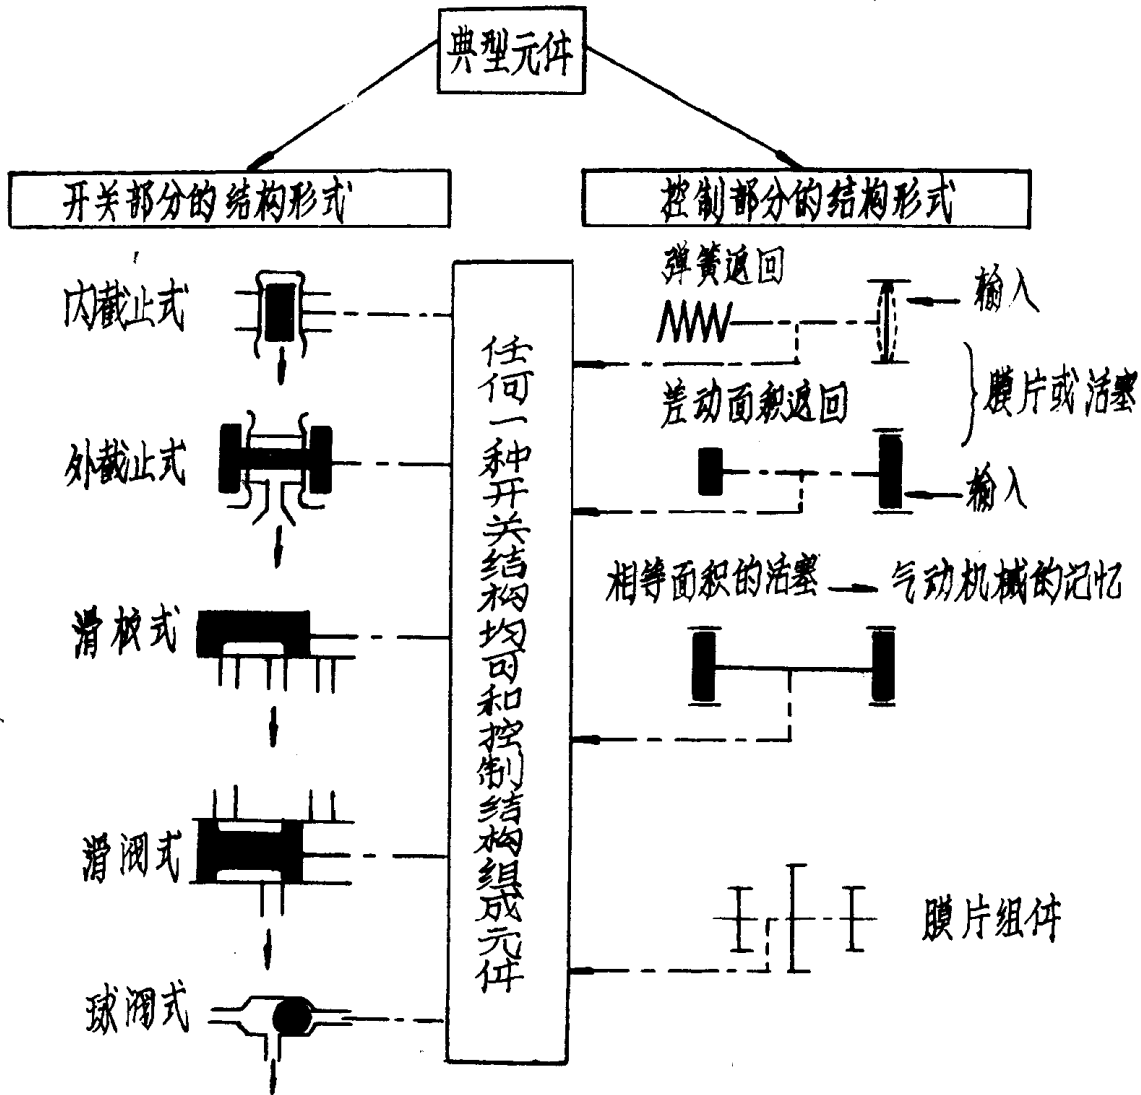 典型元件
开关部分的结构形式
控制部分的结构形式
内截止式
外截止式
滑板式
滑阀式
球阀式
任何一种开关结构均可和控制结构组成元件
弹簧返回
输入
差动面积返回
膜片或活塞
输入
相等面积的活塞
气动机械的记忆
膜片组件